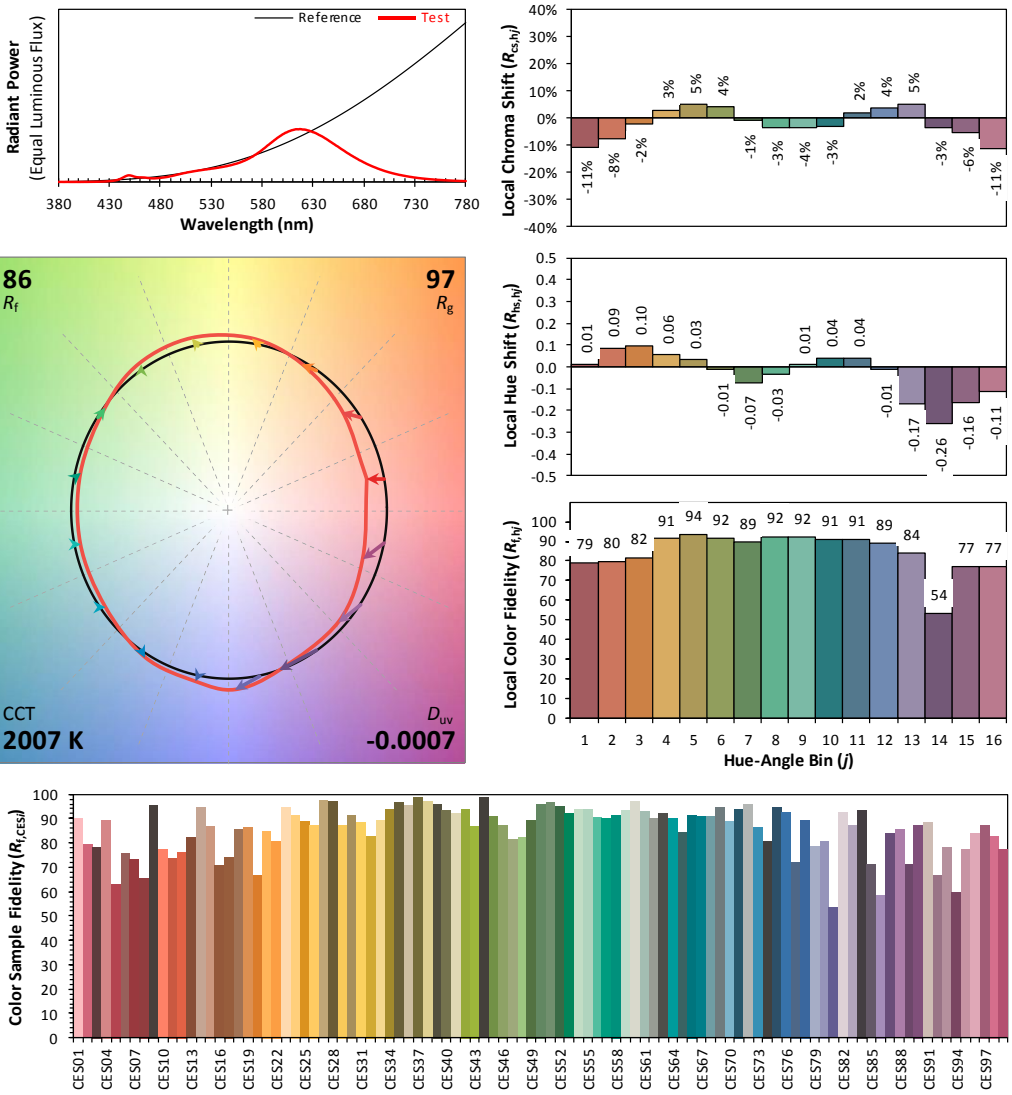 Reference
Test
Radiant Power
(Equal Luminous Flux)
380 430 480 530 580 630 680 730 780
Wavelength (nm)
Local Chroma Shift (Rcs,hj)
40%
30%
20%
10%
0%
-10%
-20%
-30%
-40%
-11% -8% -2% 3% 5% 4% -1% -3% -4% -3% 2% 4% 5% -3% -6% -11%
86
Rf
97
Rg
CCT
2007 K
Duv
-0.0007
Local Hue Shift (Rhs,hj)
0.5
0.4
0.3
0.2
0.1
0.0
-0.1
-0.2
-0.3
-0.4
-0.5
0.01 0.09 0.10 0.06 0.03 -0.01 -0.07 -0.03 0.01 0.04 0.04 -0.01 -0.17 -0.26 -0.16 -0.11
Local Color Fidelity (Rf,hj)
100
90
80
70
60
50
40
30
20
10
0
79 80 82 91 94 92 89 92 92 91 91 89 84 54 77 77
1 2 3 4 5 6 7 8 9 10 11 12 13 14 15 16
Hue-Angle Bin (j)
Color Sample Fidelity (Rf,CESi)
100
90
80
70
60
50
40
30
20
10
0
CES01 CES04 CES07 CES10 CES13 CES16 CES19 CES22 CES25 CES28 CES31 CES34 CES37 CES40 CES43 CES46 CES49 CES52 CES55 CES58 CES61 CES64 CES67 CES70 CES73 CES76 CES79 CES82 CES85 CES88 CES91 CES94 CES97